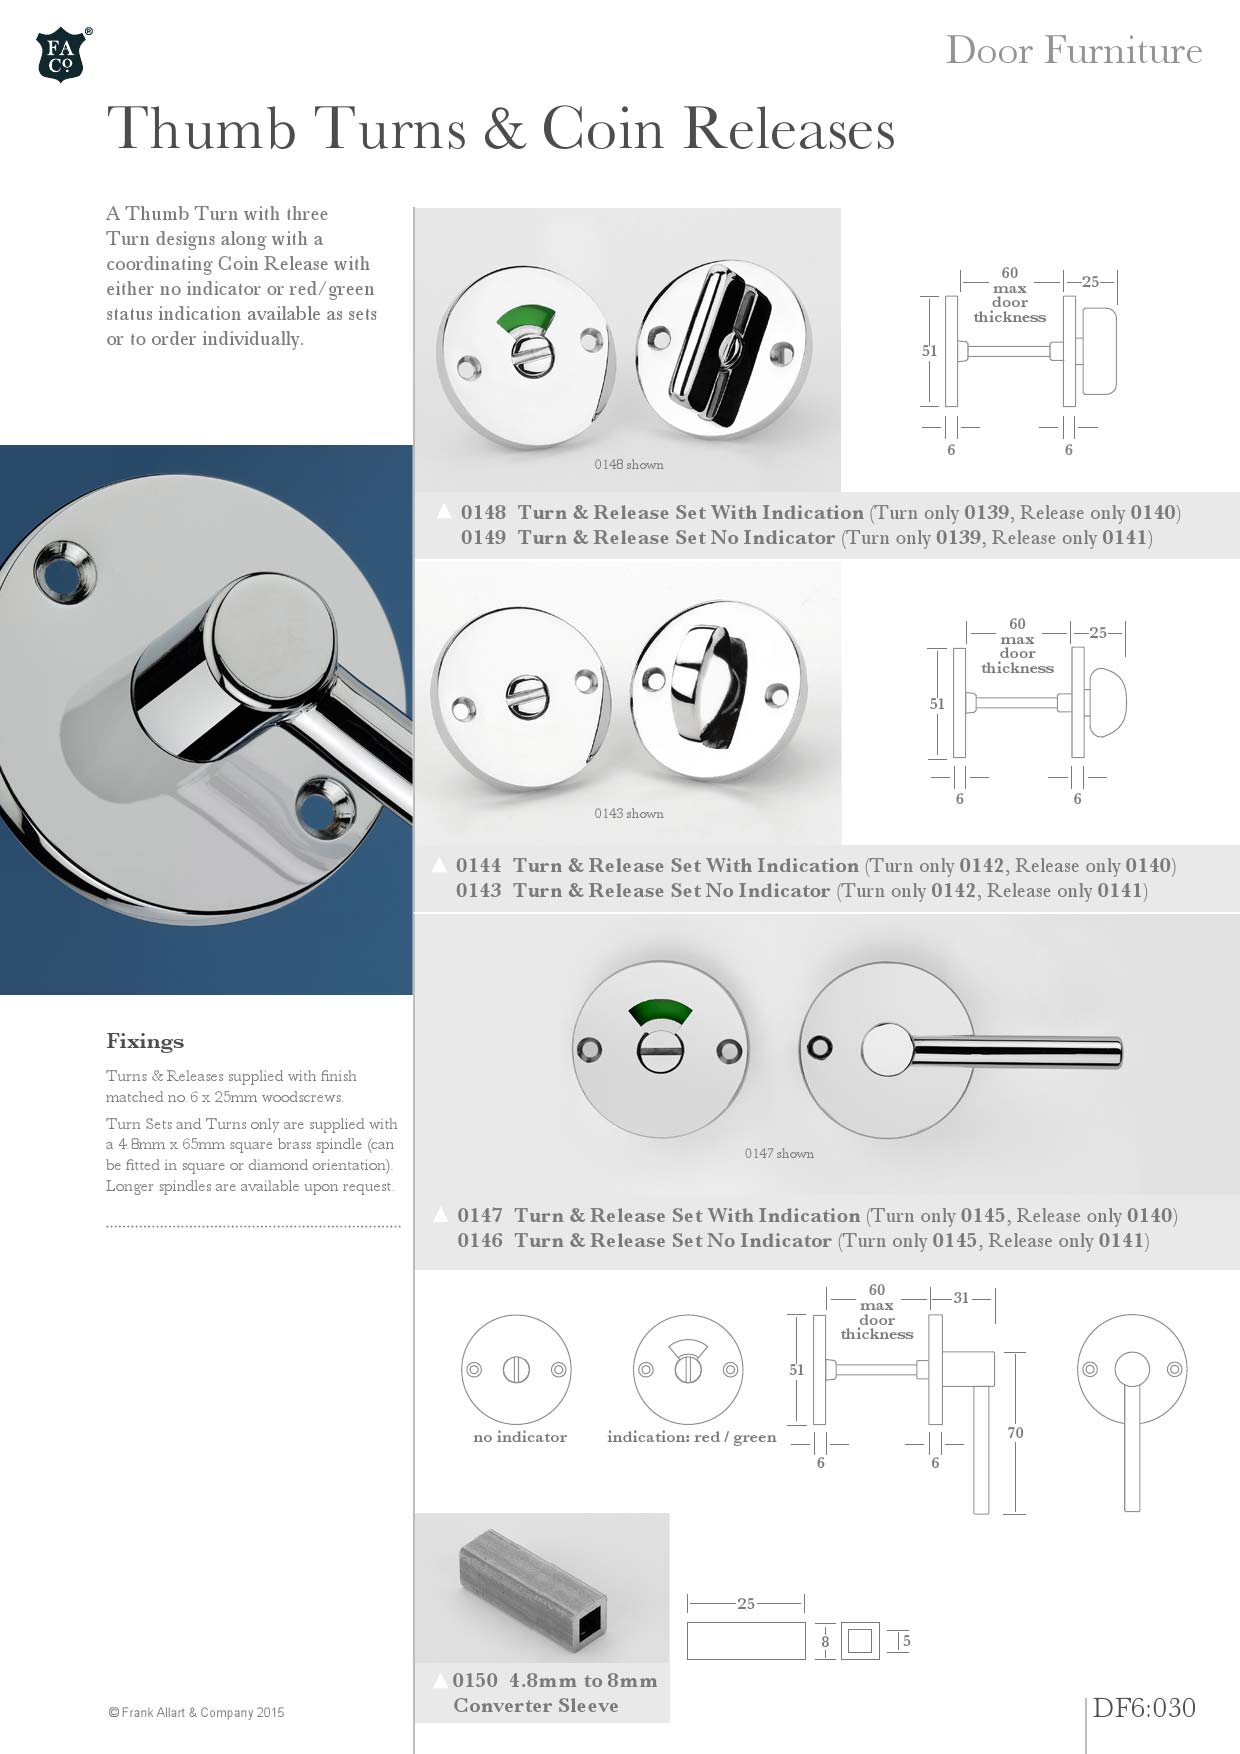 FA
Co.
®
Door Furniture
Thumb Turns & Coin Releases
A Thumb Turn with three
Turn designs along with a
coordinating Coin Release with
either no indicator or red/green
status indication available as sets
or to order individually.
0148 shown
60
max
door
thickness
25
51
6
6
0148 Turn & Release Set With Indication (Turn only 0139, Release only 0140)
0149 Turn & Release Set No Indicator (Turn only 0139, Release only 0141)
0143 shown
60
max
door
thickness
25
51
6
6
0144 Turn & Release Set With Indication (Turn only 0142, Release only 0140)
0143 Turn & Release Set No Indicator (Turn only 0142, Release only 0141)
Fixings
Turns & Releases supplied with finish
matched no. 6 x 25mm woodscrews.
Turn Sets and Turns only are supplied with
a 4.8mm x 65mm square brass spindle (can
be fitted in square or diamond orientation).
Longer spindles are available upon request.
0147 shown
0147 Turn & Release Set With Indication (Turn only 0145, Release only 0140)
0146 Turn & Release Set No Indicator (Turn only 0145, Release only 0141)
no indicator
indication: red / green
60
max
door
thickness
31
51
6
6
70
25
8
5
0150 4.8mm to 8mm
Converter Sleeve
© Frank Allart & Company 2015
DF6:030